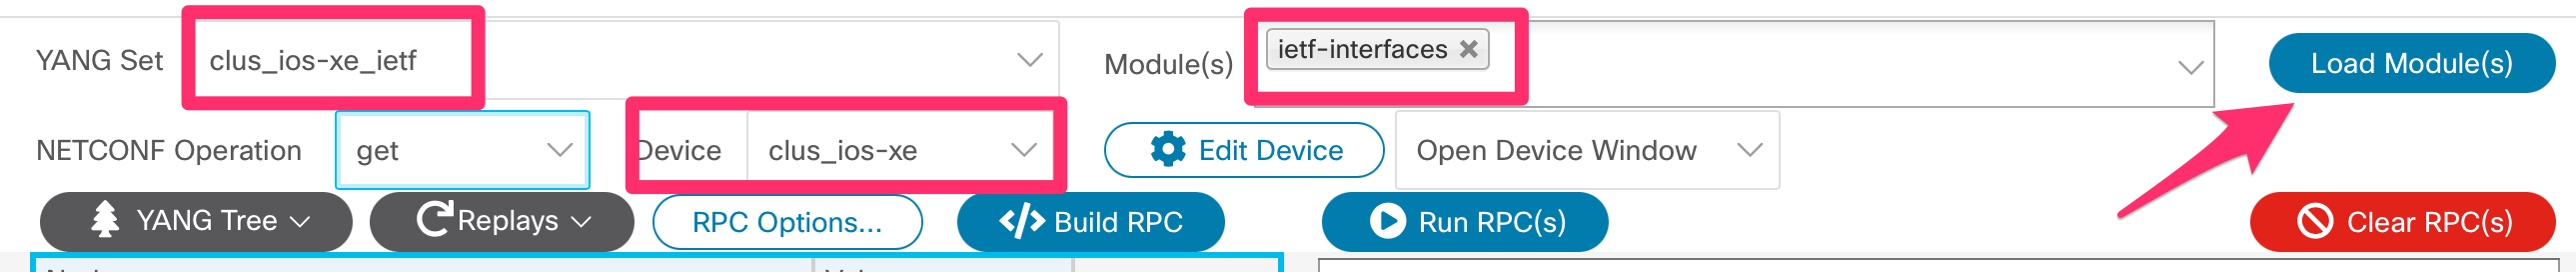 YANG Set clus_ios-xe_ietf Module(s) ietf-interfaces Load Module(s)
NETCONF Operation get Device clus_ios-xe Edit Device Open Device Window
YANG Tree Replays RPC Options... Build RPC Run RPC(s) Clear RPC(s)